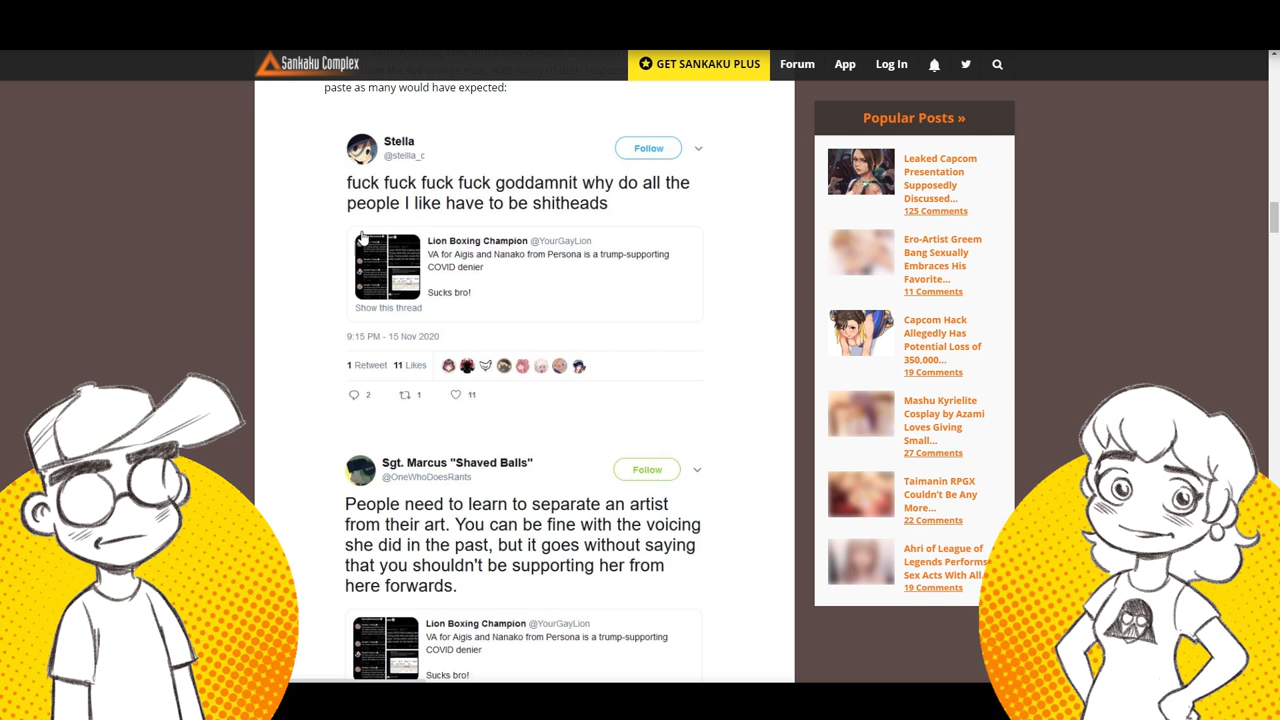 Sankaku Complex
GET SANKAKU PLUS
Forum
App
Log In
paste as many would have expected:
Stella
@stellla_c
Follow
fuck fuck fuck fuck goddamnit why do all the
people I like have to be shitheads
Lion Boxing Champion @YourGayLion
VA for Aigis and Nanako from Persona is a trump-supporting
COVID denier
Sucks bro!
Show this thread
9:15 PM - 15 Nov 2020
1 Retweet 11 Likes
2 1 11
Sgt. Marcus "Shaved Balls"
@OneWhoDoesRants
Follow
People need to learn to separate an artist
from their art. You can be fine with the voicing
she did in the past, but it goes without saying
that you shouldn't be supporting her from
here forwards.
Lion Boxing Champion @YourGayLion
VA for Aigis and Nanako from Persona is a trump-supporting
COVID denier
Sucks bro!
Popular Posts »
Leaked Capcom
Presentation
Supposedly
Discussed...
125 Comments
Ero-Artist Greem
Bang Sexually
Embraces His
Favorite...
11 Comments
Capcom Hack
Allegedly Has
Potential Loss of
350,000...
19 Comments
Mashu Kyrielite
Cosplay by Azami
Loves Giving
Small...
27 Comments
Taimanin RPGX
Couldn't Be Any
More...
22 Comments
Ahri of League of
Legends Performs
Sex Acts With All..
19 Comments